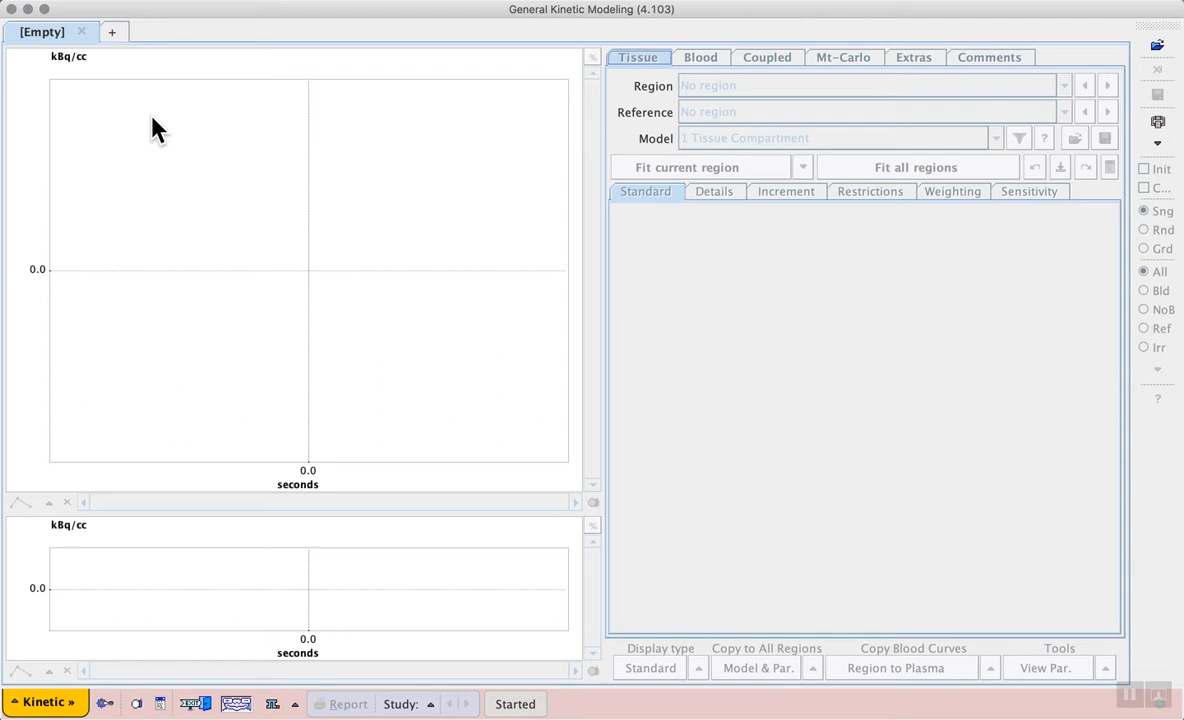 General Kinetic Modeling (4.103)
[Empty] × +
kBq/cc
0.0
0.0
seconds
kBq/cc
0.0
0.0
seconds
%
%
Tissue Blood Coupled Mt-Carlo Extras Comments
Region No region
Reference No region
Model 1 Tissue Compartment ?
Fit current region Fit all regions
Standard Details Increment Restrictions Weighting Sensitivity
Display type Copy to All Regions Copy Blood Curves Tools
Standard Model & Par. Region to Plasma View Par.
Init
C...
Sng
Rnd
Grd
All
Bld
NoB
Ref
Irr
?
Kinetic » Report Study: Started